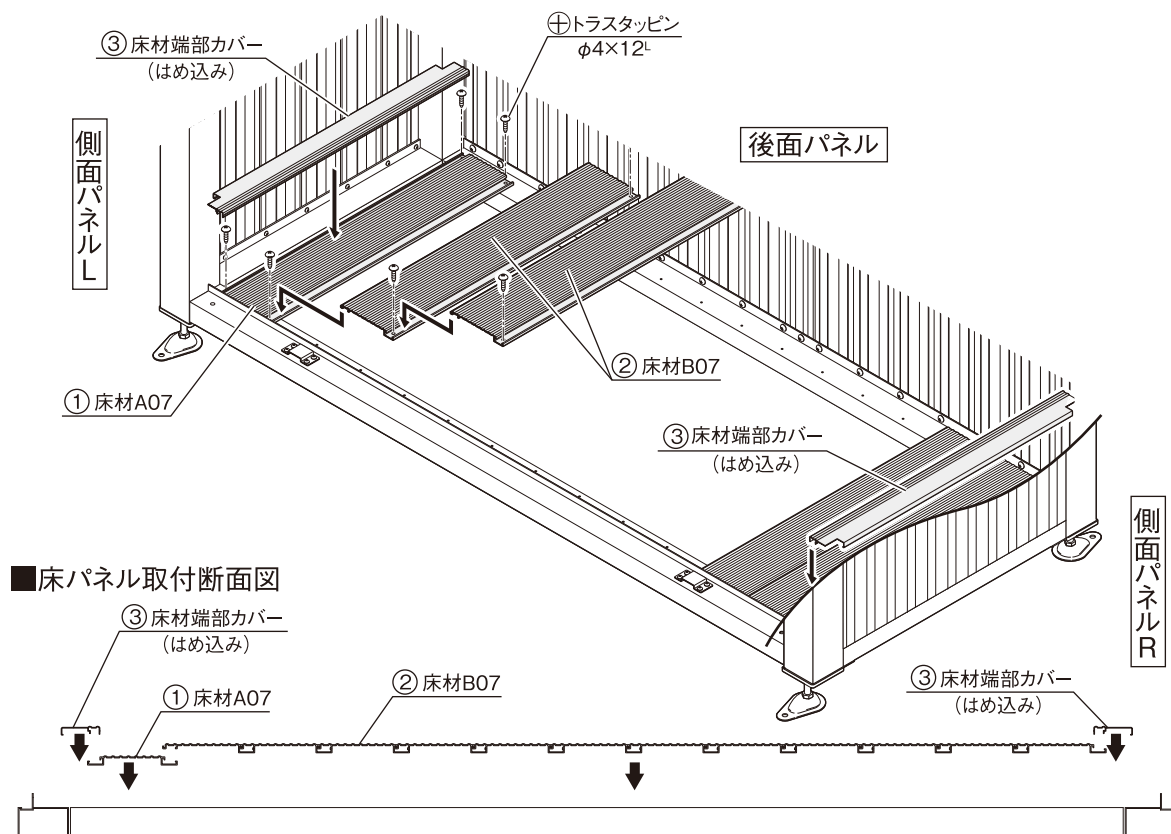 ③床材端部カバー
(はめ込み)
⊕トラスタッピン
φ4×12L
側面パネルL
後面パネル
②床材B07
①床材A07
③床材端部カバー
(はめ込み)
側面パネルR
■床パネル取付断面図
③床材端部カバー
(はめ込み)
①床材A07
②床材B07
③床材端部カバー
(はめ込み)